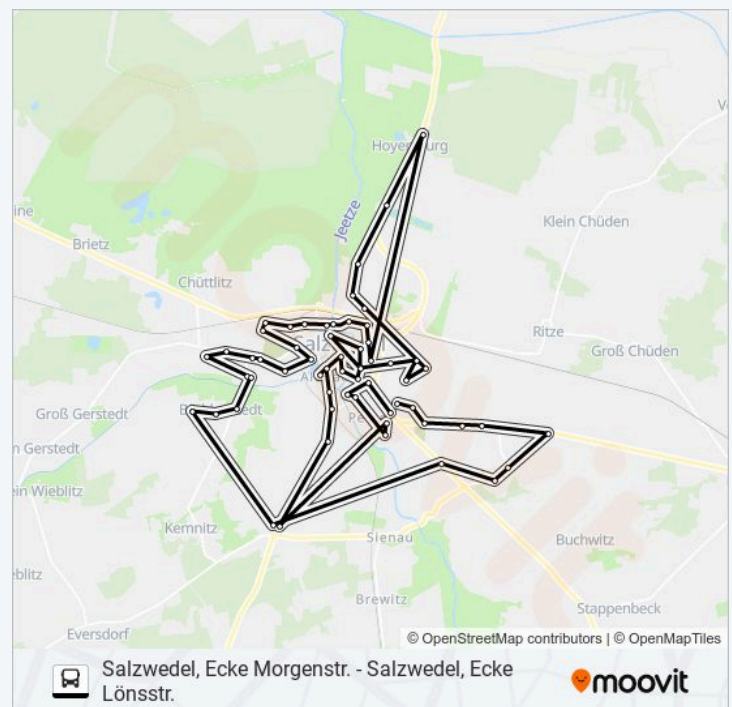 Hoyersburg
Jeetze
Klein Chüden
Brietz
Chüttlitz
Ritze
Groß Chüden
Groß Gerstedt
Kemnitz
Sienau
Buchwitz
Brewitz
Stappenbeck
Eversdorf
© OpenStreetMap contributors | © OpenMapTiles
Salzwedel, Ecke Morgenstr. - Salzwedel, Ecke
Lönsstr.
moovit